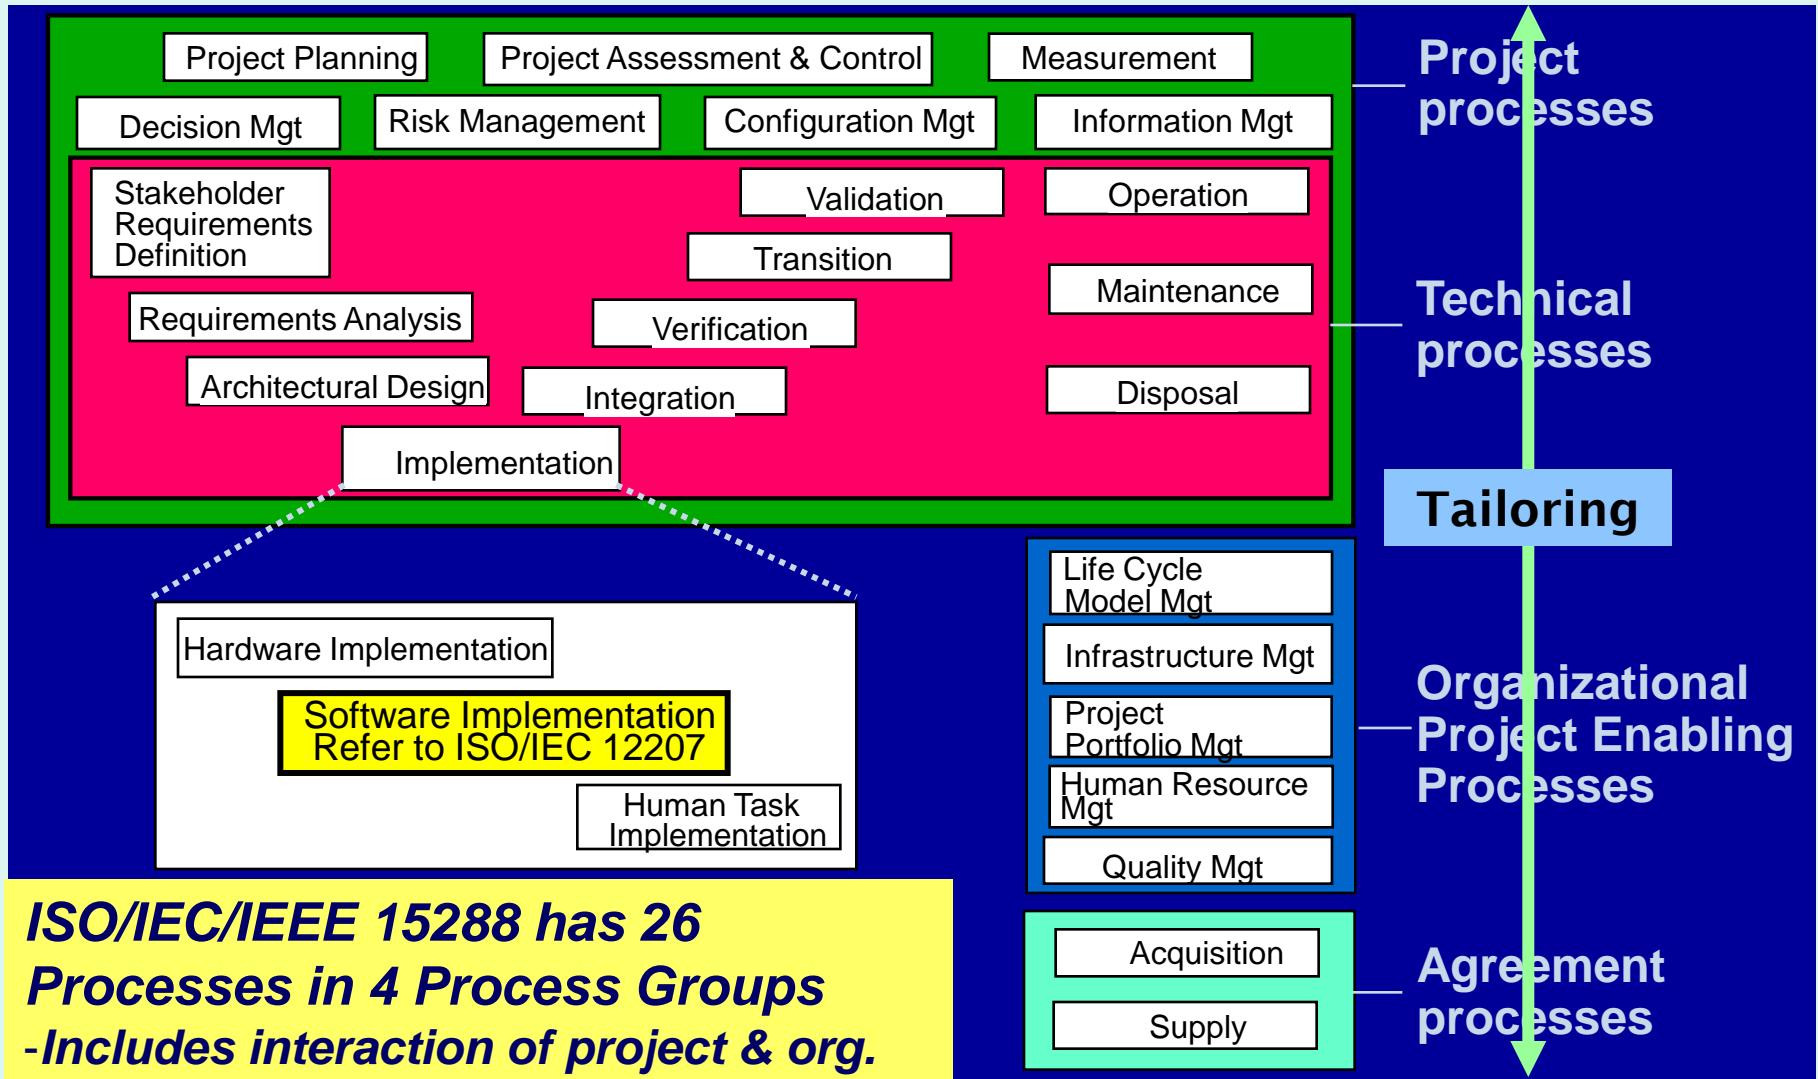 Project Planning
Project Assessment & Control
Measurement
Decision Mgt
Risk Management
Configuration Mgt
Information Mgt
Project
processes
Stakeholder
Requirements
Definition
Validation
Operation
Transition
Requirements Analysis
Verification
Maintenance
Architectural Design
Integration
Disposal
Implementation
Technical
processes
Tailoring
Hardware Implementation
Software Implementation
Refer to ISO/IEC 12207
Human Task
Implementation
Life Cycle
Model Mgt
Infrastructure Mgt
Project
Portfolio Mgt
Human Resource
Mgt
Quality Mgt
Organizational
Project Enabling
Processes
ISO/IEC/IEEE 15288 has 26
Processes in 4 Process Groups
-Includes interaction of project & org.
Acquisition
Supply
Agreement
processes